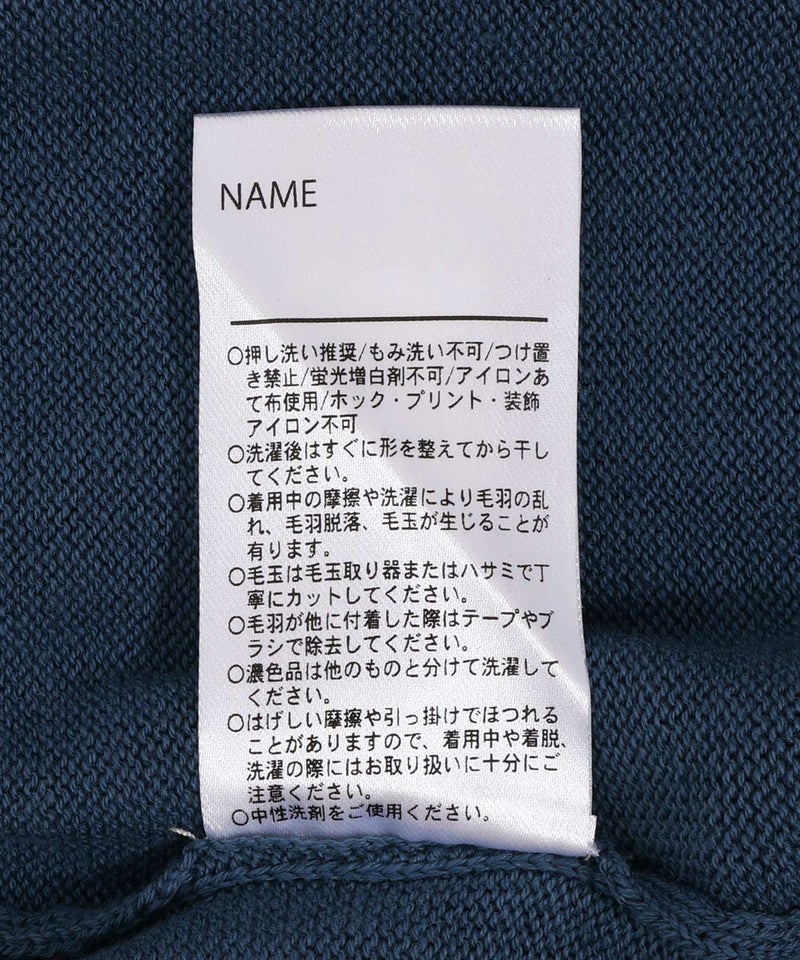 NAME
○押し洗い推奨/もみ洗い不可/つけ置
き禁止/蛍光増白剤不可/アイロンあ
て布使用/ホック・プリント・装飾
アイロン不可
○洗濯後はすぐに形を整えてから干し
てください。
○着用中の摩擦や洗濯により毛羽の乱
れ、毛羽脱落、毛玉が生じることが
有ります。
○毛玉は毛玉取り器またはハサミで丁
寧にカットしてください。
○毛羽が他に付着した際はテープやブ
ラシで除去してください。
○濃色品は他のものと分けて洗濯して
ください。
○はげしい摩擦や引っ掛けでほつれる
ことがありますので、着用中や着脱、
洗濯の際にはお取り扱いに十分にご
注意ください。
○中性洗剤をご使用ください。